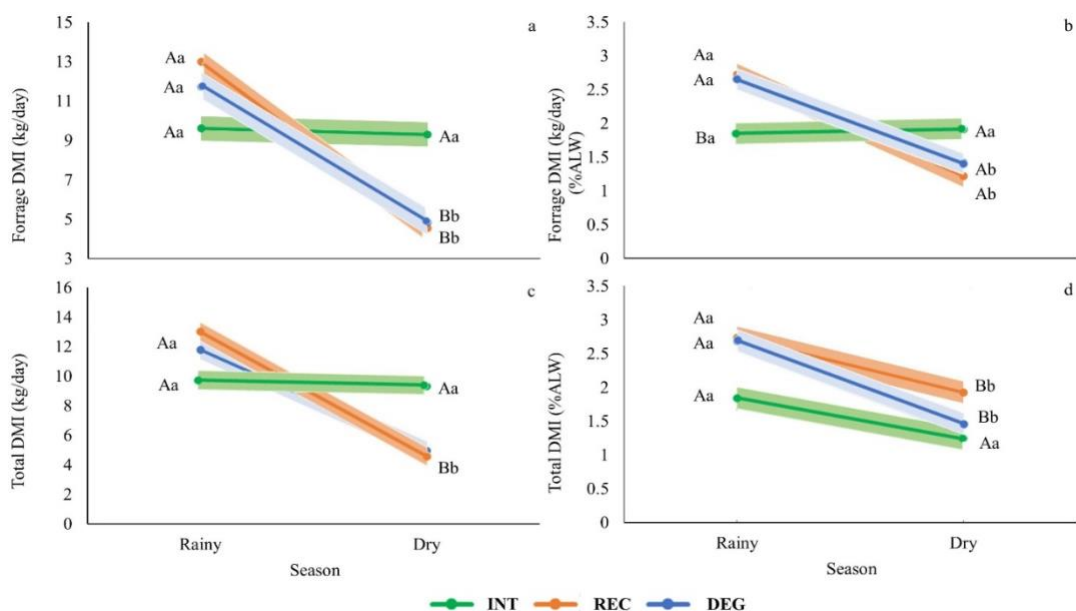 a
15
13
11
9
7
5
3
Forrage DMI (kg/day)
Aa
Aa
Aa
Aa
Bb
Bb
b
3.5
3
2.5
2
1.5
1
0.5
0
Forrage DMI (kg/day)
(%ALW)
Aa
Aa
Ba
Aa
Ab
Ab
c
16
14
12
10
8
6
4
2
0
Total DMI (kg/day)
Aa
Aa
Aa
Bb
Rainy
Dry
Season
d
3.5
3
2.5
2
1.5
1
0.5
0
Total DMI (%ALW)
Aa
Aa
Aa
Bb
Bb
Aa
Rainy
Dry
Season
INT REC DEG